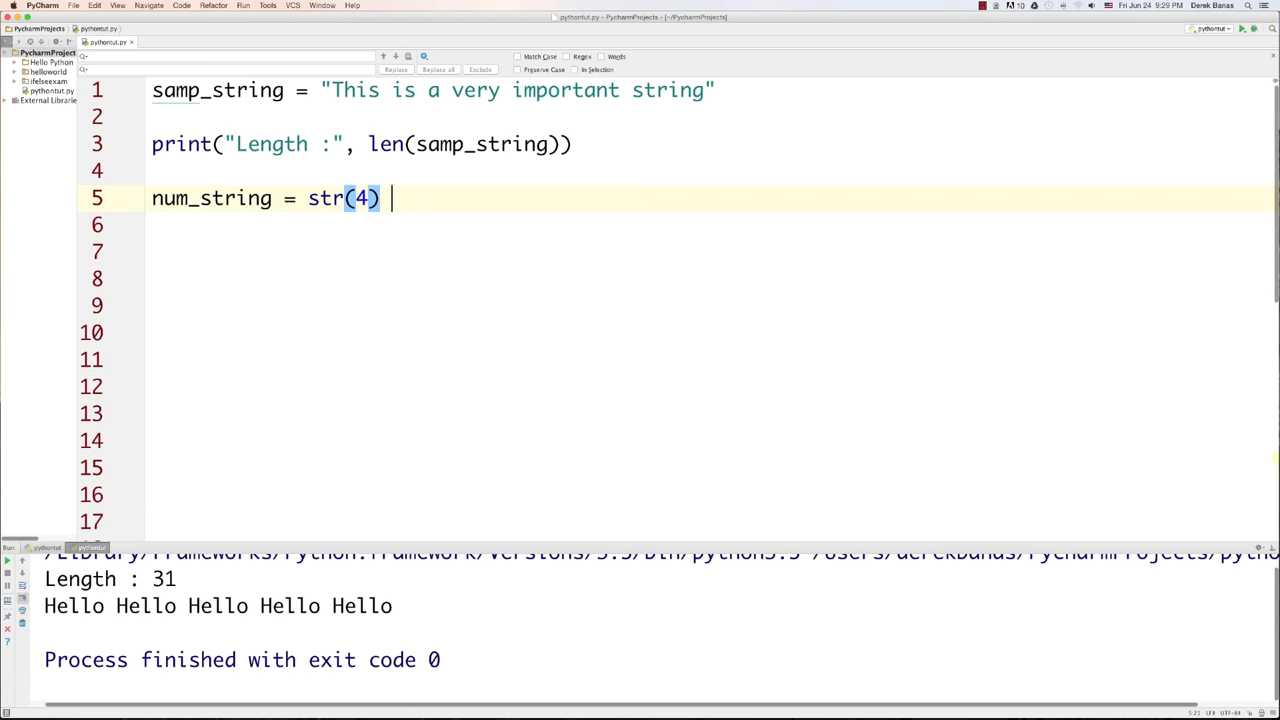 PyCharm File Edit View Navigate Code Refactor Run Tools VCS Window Help 10 Fri Jun 24 9:29 PM Derek Banas
pythontut.py - PycharmProjects - [~/PycharmProjects]
PycharmProjects pythontut.py pythontut
pythontut.py ×
PycharmProject
Hello Python
helloworld
ifelseexam
pythontut.py
External Librarie
Match Case Regex Words
Replace Replace all Exclude Preserve Case In Selection
1 samp_string = "This is a very important string"
2
3 print("Length :", len(samp_string))
4
5 num_string = str(4)
6
7
8
9
10
11
12
13
14
15
16
17
Run: pythontut pythontut
/Library/Frameworks/Python.framework/Versions/3.5/bin/python3.5 /Users/derekbanas/PycharmProjects/pytho
Length : 31
Hello Hello Hello Hello Hello
Process finished with exit code 0
5:21 LF÷ UTF-8÷